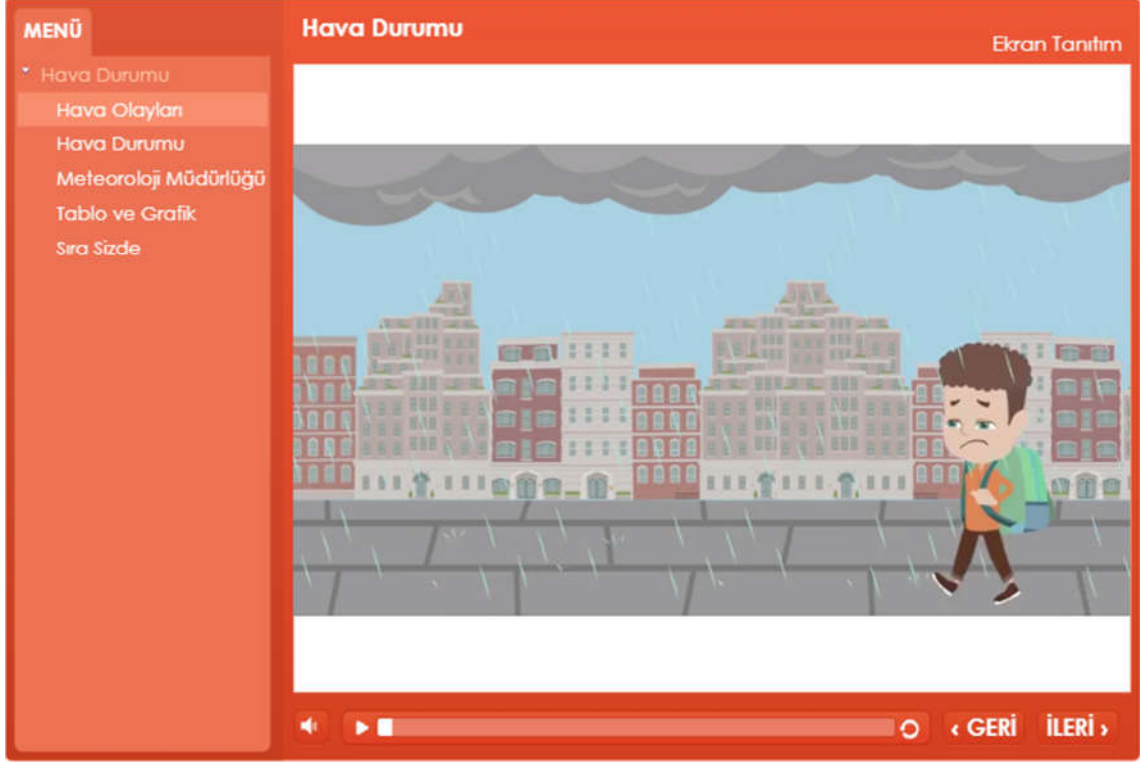 MENÜ
Hava Durumu
Hava Olayları
Hava Durumu
Meteoroloji Müdürlüğü
Tablo ve Grafik
Sıra Sizde
Hava Durumu
Ekran Tanıtım
‹ GERİ
İLERİ ›